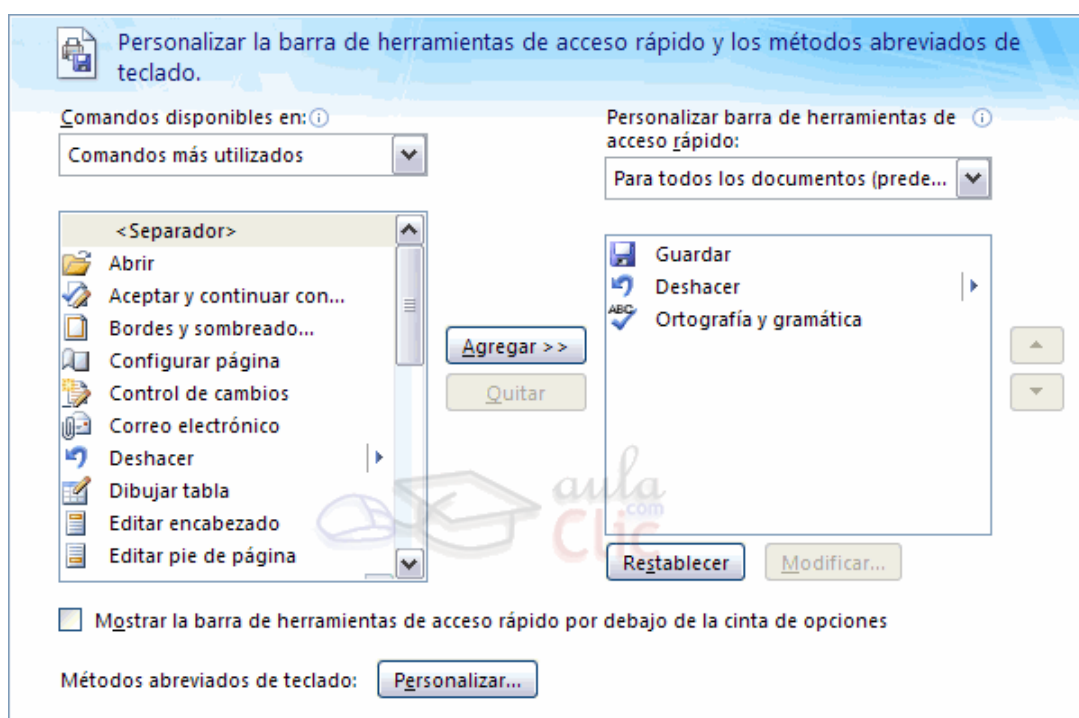 Personalizar la barra de herramientas de acceso rápido y los métodos abreviados de
teclado.
Comandos disponibles en:
Comandos más utilizados
<Separador>
Abrir
Aceptar y continuar con...
Bordes y sombreado...
Configurar página
Control de cambios
Correo electrónico
Deshacer
Dibujar tabla
Editar encabezado
Editar pie de página
Agregar >>
Quitar
Personalizar barra de herramientas de
acceso rápido:
Para todos los documentos (prede...
Guardar
Deshacer
ABC
Ortografía y gramática
aula
.com
Clic
Restablecer
Modificar...
Mostrar la barra de herramientas de acceso rápido por debajo de la cinta de opciones
Métodos abreviados de teclado:
Personalizar...